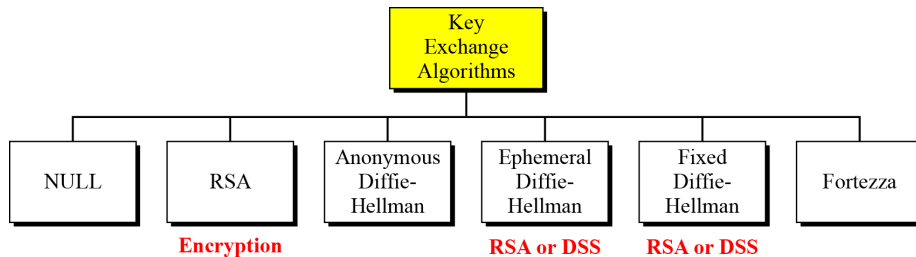 Key
Exchange
Algorithms
NULL
RSA
Anonymous
Diffie-
Hellman
Ephemeral
Diffie-
Hellman
Fixed
Diffie-
Hellman
Fortezza
Encryption
RSA or DSS
RSA or DSS